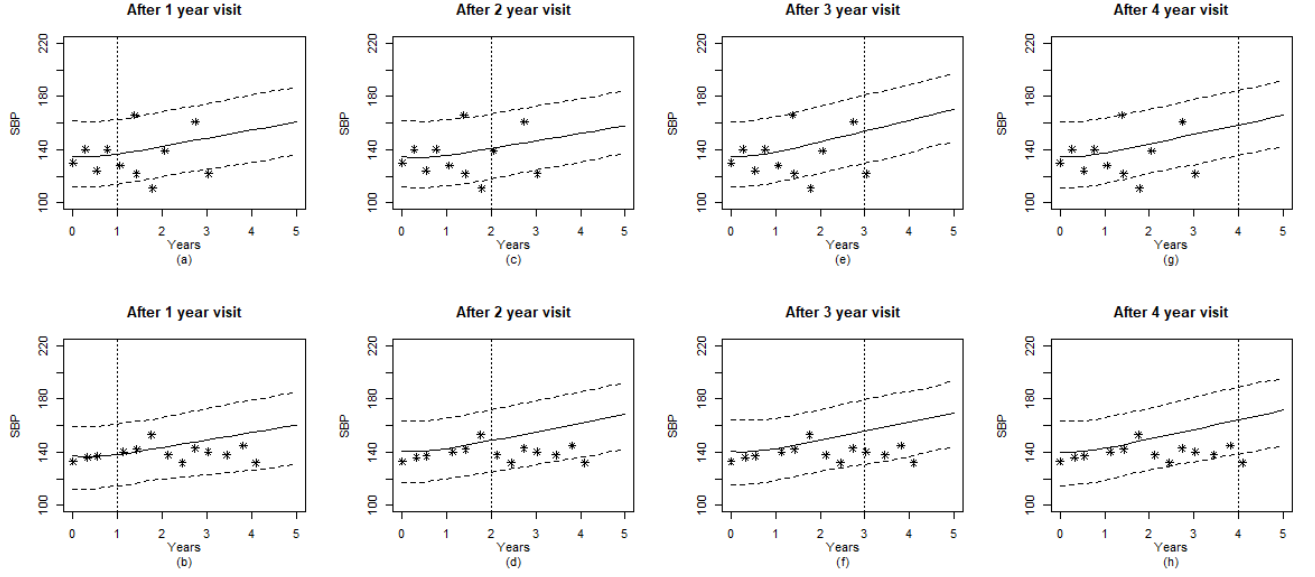 After 1 year visit
After 2 year visit
After 3 year visit
After 4 year visit
SBP
100
140
180
220
0 1 2 3 4 5
Years
(a)
SBP
100
140
180
220
0 1 2 3 4 5
Years
(c)
SBP
100
140
180
220
0 1 2 3 4 5
Years
(e)
SBP
100
140
180
220
0 1 2 3 4 5
Years
(g)
After 1 year visit
After 2 year visit
After 3 year visit
After 4 year visit
SBP
100
140
180
220
0 1 2 3 4 5
Years
(b)
SBP
100
140
180
220
0 1 2 3 4 5
Years
(d)
SBP
100
140
180
220
0 1 2 3 4 5
Years
(f)
SBP
100
140
180
220
0 1 2 3 4 5
Years
(h)